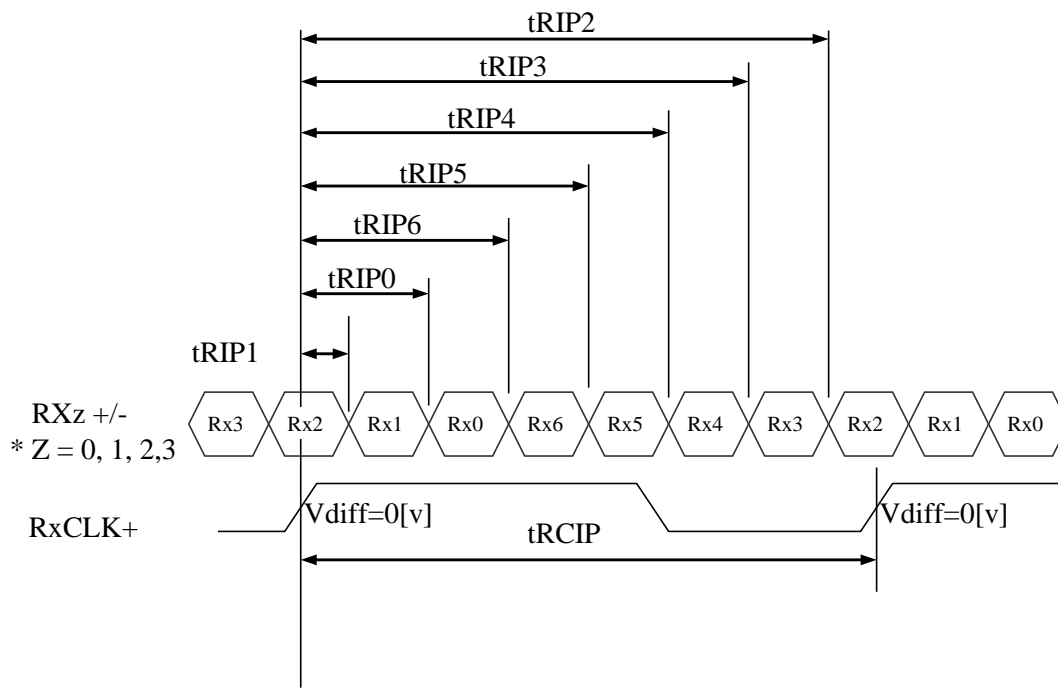 tRIP2
tRIP3
tRIP4
tRIP5
tRIP6
tRIP0
tRIP1
RXz +/-
* Z = 0, 1, 2,3
Rx3 Rx2 Rx1 Rx0 Rx6 Rx5 Rx4 Rx3 Rx2 Rx1 Rx0
RxCLK+
Vdiff=0[v] Vdiff=0[v]
tRCIP